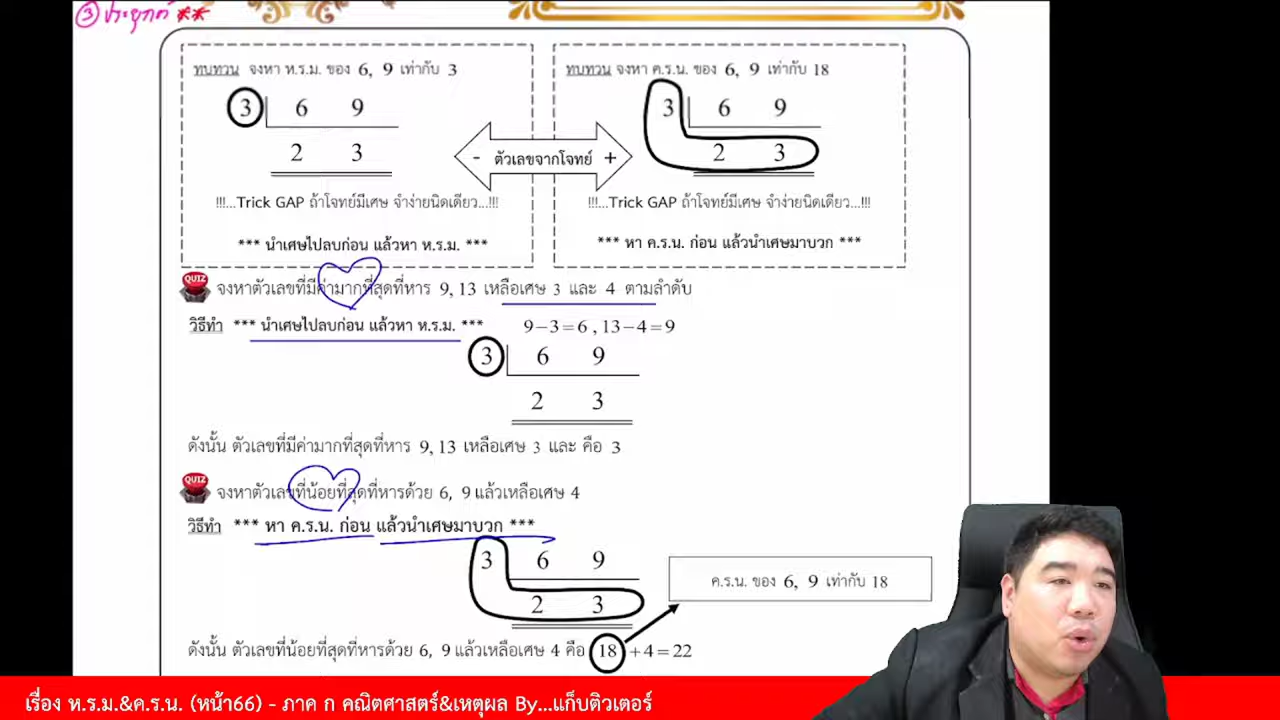 ③ ประยุกต์ **
ทบทวน จงหา ห.ร.ม. ของ 6, 9 เท่ากับ 3
3 6 9
2 3
!!!...Trick GAP ถ้าโจทย์มีเศษ จำง่ายนิดเดียว...!!!
*** นำเศษไปลบก่อน แล้วหา ห.ร.ม. ***
- ตัวเลขจากโจทย์ +
ทบทวน จงหา ค.ร.น. ของ 6, 9 เท่ากับ 18
3 6 9
2 3
!!!...Trick GAP ถ้าโจทย์มีเศษ จำง่ายนิดเดียว...!!!
*** หา ค.ร.น. ก่อน แล้วนำเศษมาบวก ***
QUIZ จงหาตัวเลขที่มีค่ามากที่สุดที่หาร 9, 13 เหลือเศษ 3 และ 4 ตามลำดับ
วิธีทำ *** นำเศษไปลบก่อน แล้วหา ห.ร.ม. *** 9−3=6 , 13−4=9
3 6 9
2 3
ดังนั้น ตัวเลขที่มีค่ามากที่สุดที่หาร 9, 13 เหลือเศษ 3 และ คือ 3
QUIZ จงหาตัวเลขที่น้อยที่สุดที่หารด้วย 6, 9 แล้วเหลือเศษ 4
วิธีทำ *** หา ค.ร.น. ก่อน แล้วนำเศษมาบวก ***
3 6 9
2 3
ค.ร.น. ของ 6, 9 เท่ากับ 18
ดังนั้น ตัวเลขที่น้อยที่สุดที่หารด้วย 6, 9 แล้วเหลือเศษ 4 คือ 18 +4=22
เรื่อง ห.ร.ม.&ค.ร.น. (หน้า66) - ภาค ก คณิตศาสตร์&เหตุผล By...แก็บติวเตอร์